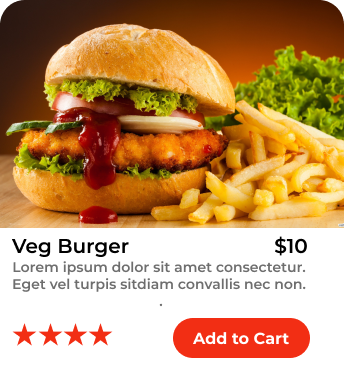 Veg Burger $10
Lorem ipsum dolor sit amet consectetur.
Eget vel turpis sitdiam convallis nec non.
.
Add to Cart